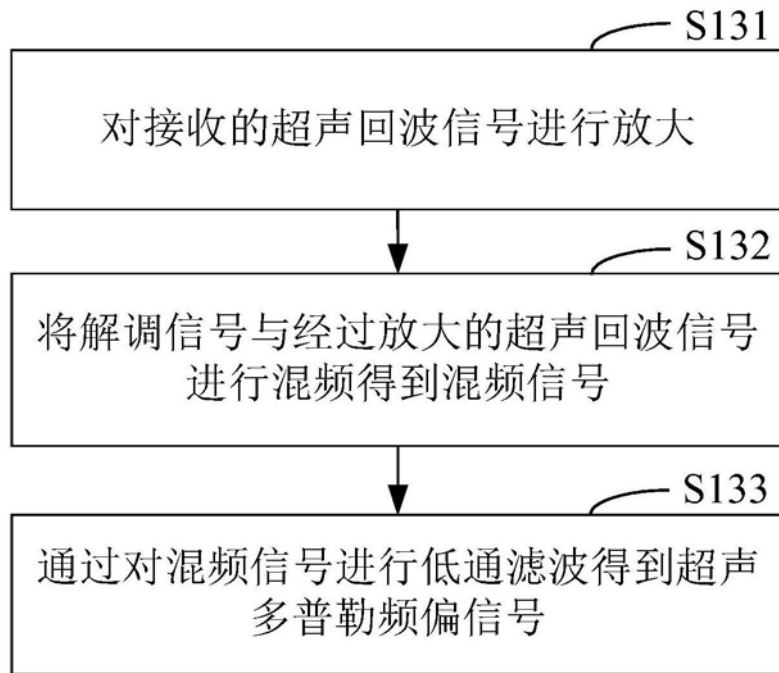 S131
对接收的超声回波信号进行放大
S132
将解调信号与经过放大的超声回波信号
进行混频得到混频信号
S133
通过对混频信号进行低通滤波得到超声
多普勒频偏信号